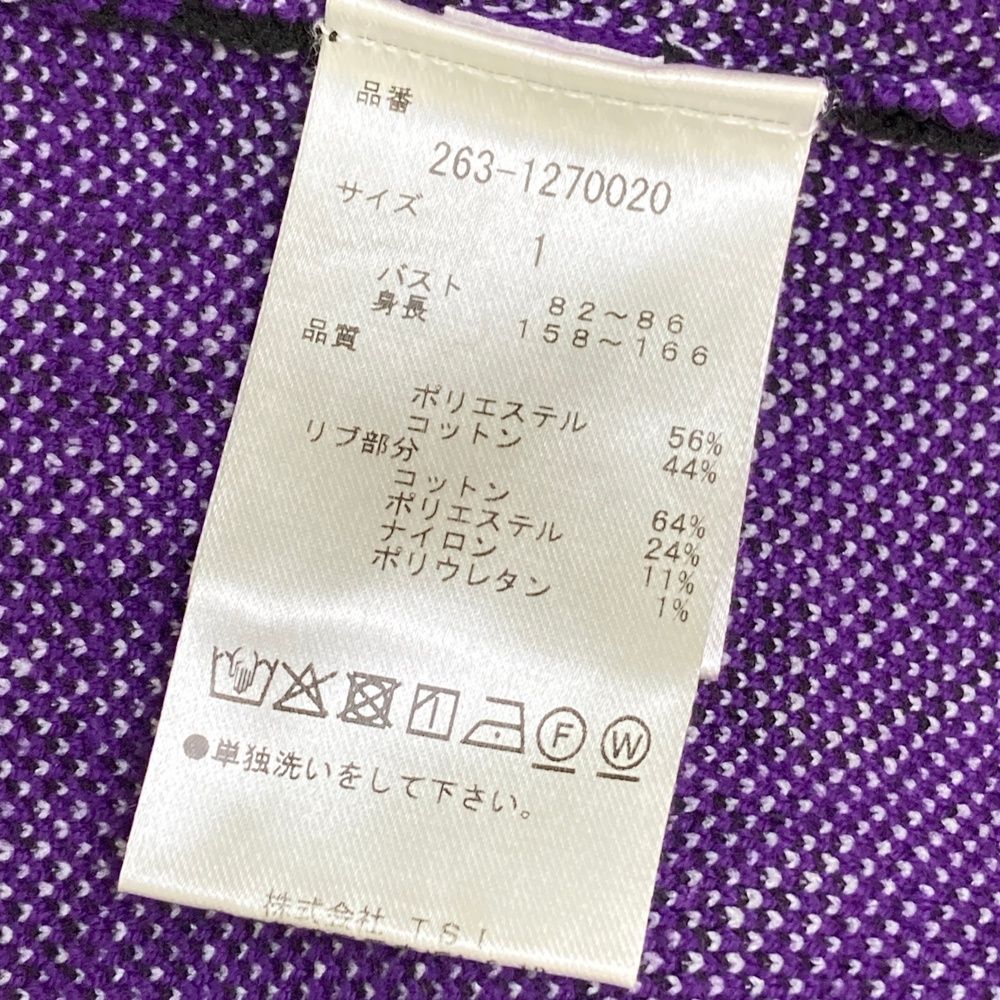 品番
263-1270020
サイズ
1
バスト 82～86
身長 158～166
品質
ポリエステル 56%
コットン 44%
リブ部分
コットン 64%
ポリエステル 24%
ナイロン 11%
ポリウレタン 1%
F W
●単独洗いをして下さい。
株式会社 TSI